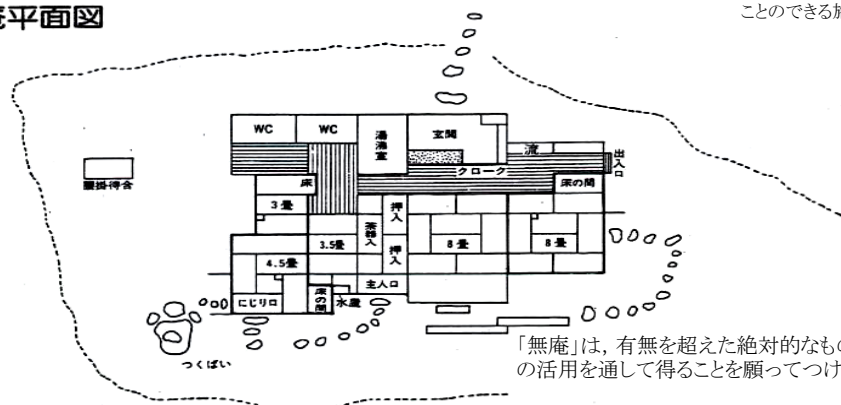 庵平面図
ことのできる施
WC
WC
湯沸室
玄関
流
出入口
クローク
床
床の間
腰掛待合
3畳
押入
茶器入
3.5畳
押入
8畳
8畳
4.5畳
主人口
にじり口
床の間
水屋
つくばい
「無庵」は，有無を超えた絶対的なもの
の活用を通して得ることを願ってつけ